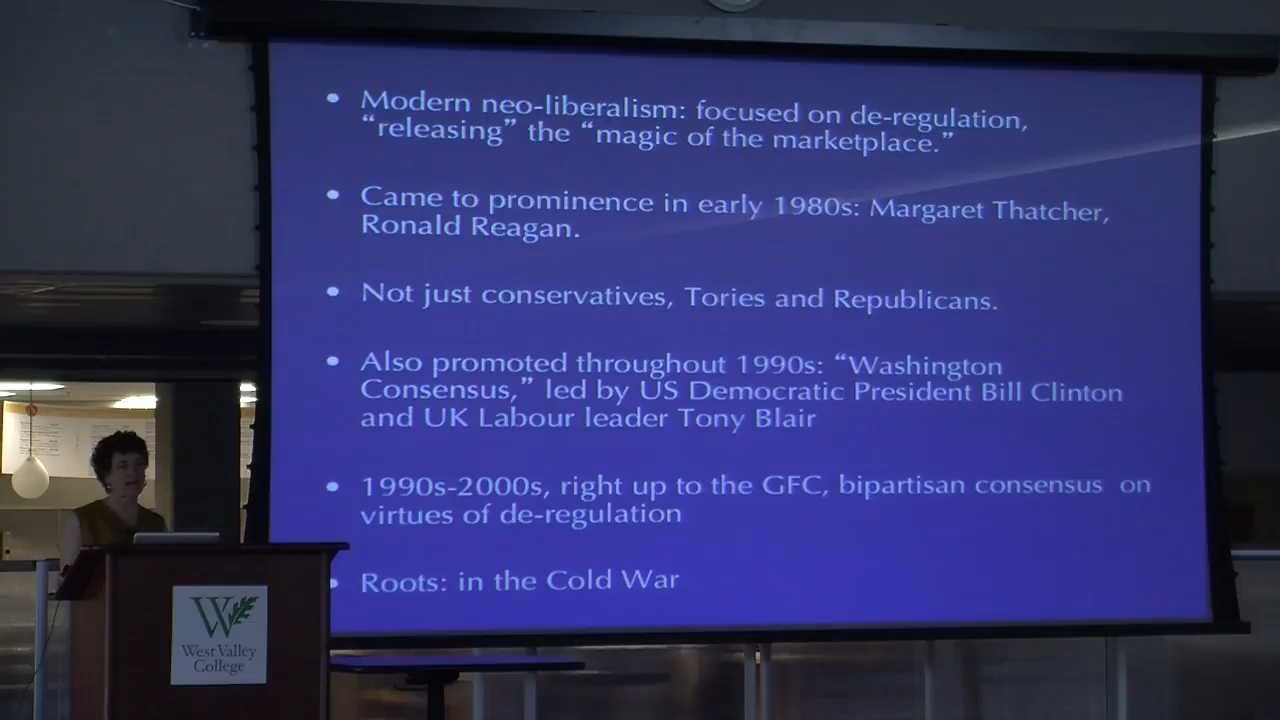 • Modern neo-liberalism: focused on de-regulation,
“releasing” the “magic of the marketplace.”
• Came to prominence in early 1980s: Margaret Thatcher,
Ronald Reagan.
• Not just conservatives, Tories and Republicans.
• Also promoted throughout 1990s: “Washington
Consensus,” led by US Democratic President Bill Clinton
and UK Labour leader Tony Blair
• 1990s-2000s, right up to the GFC, bipartisan consensus on
virtues of de-regulation
• Roots: in the Cold War
W
West Valley
College